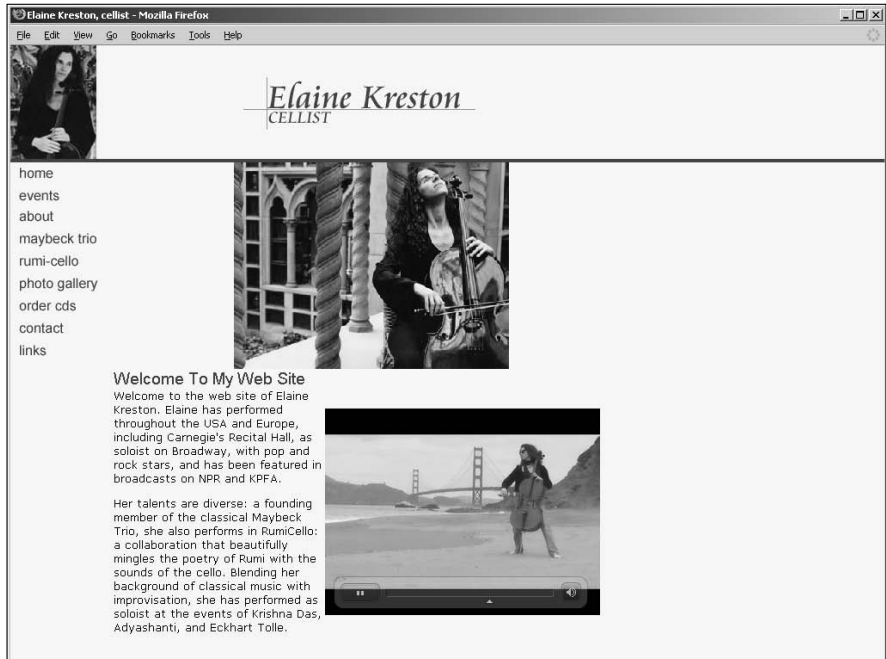 Elaine Kreston, cellist - Mozilla Firefox
File Edit View Go Bookmarks Tools Help
Elaine Kreston
CELLIST
home
events
about
maybeck trio
rumi-cello
photo gallery
order cds
contact
links
Welcome To My Web Site
Welcome to the web site of Elaine
Kreston. Elaine has performed
throughout the USA and Europe,
including Carnegie's Recital Hall, as
soloist on Broadway, with pop and
rock stars, and has been featured in
broadcasts on NPR and KPFA.
Her talents are diverse: a founding
member of the classical Maybeck
Trio, she also performs in RumiCello:
a collaboration that beautifully
mingles the poetry of Rumi with the
sounds of the cello. Blending her
background of classical music with
improvisation, she has performed as
soloist at the events of Krishna Das,
Adyashanti, and Eckhart Tolle.